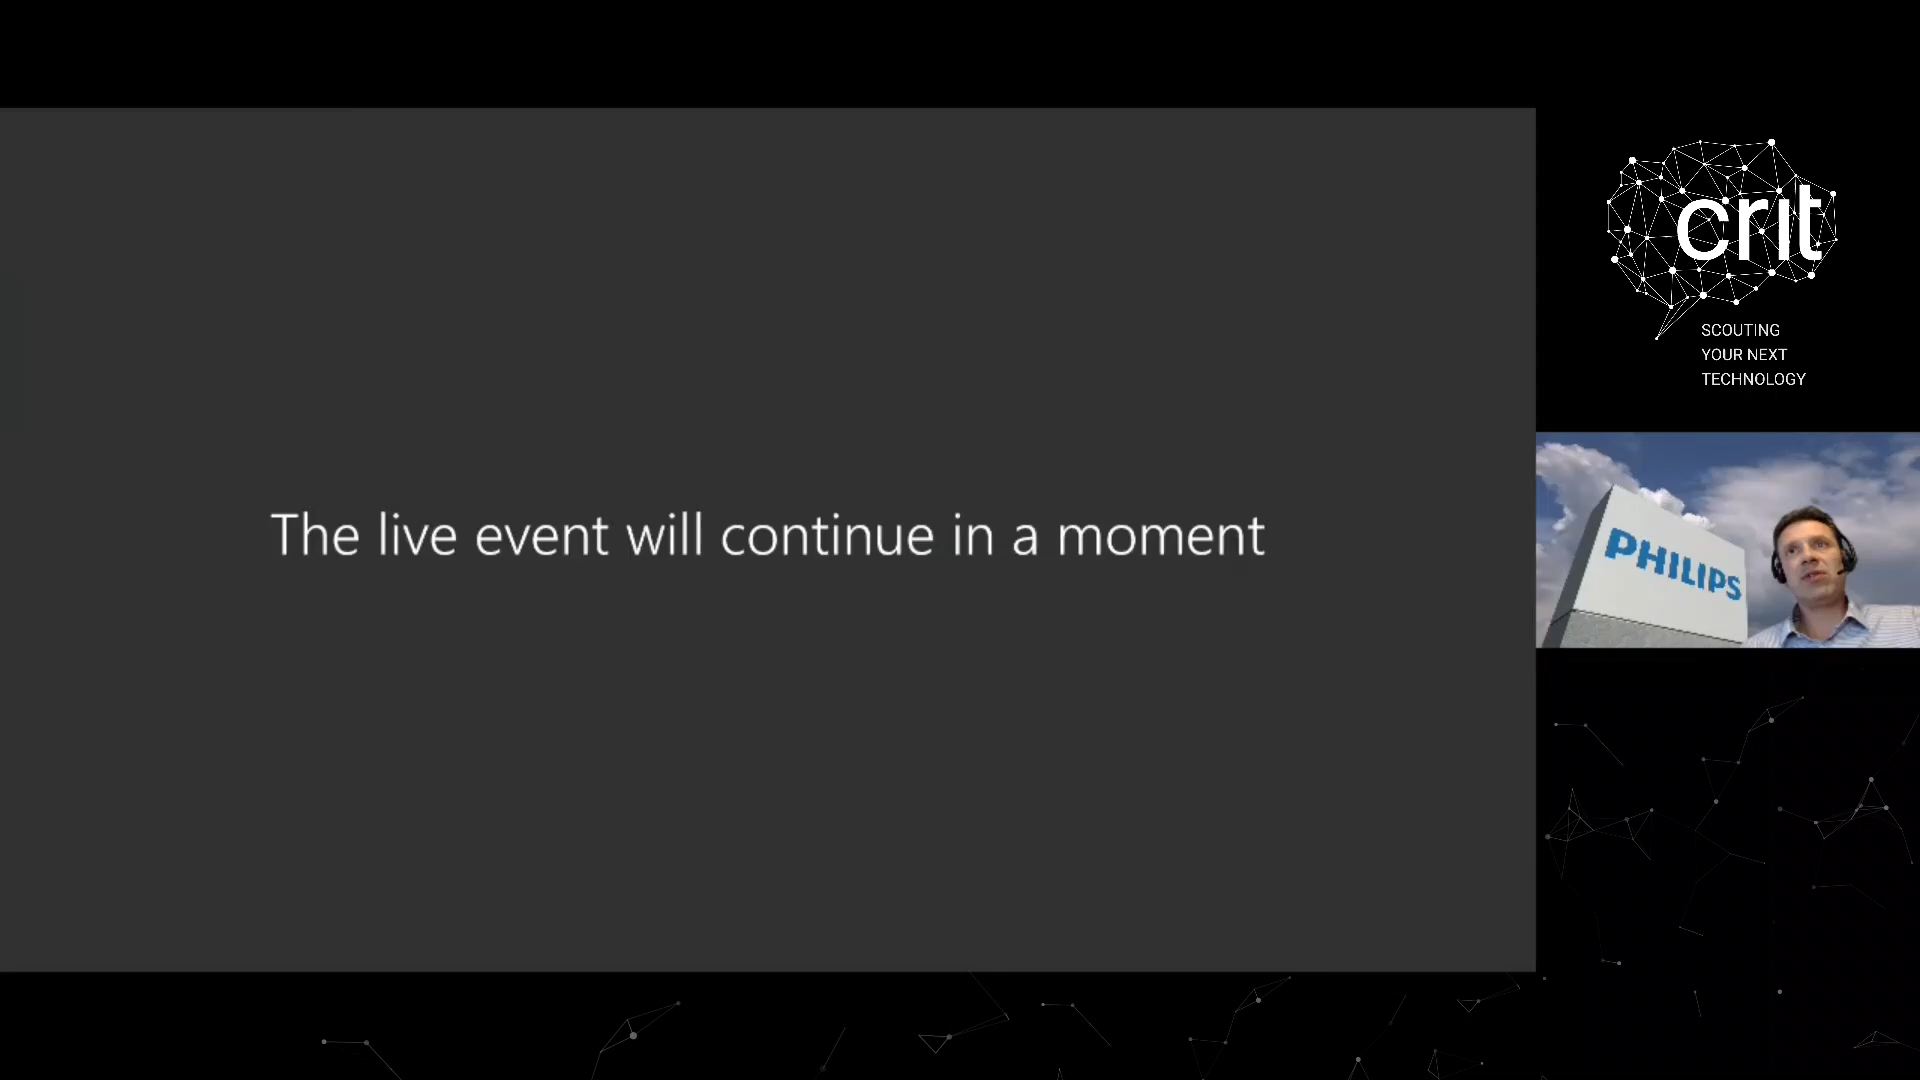 The live event will continue in a moment
crit
SCOUTING
YOUR NEXT
TECHNOLOGY
PHILIPS